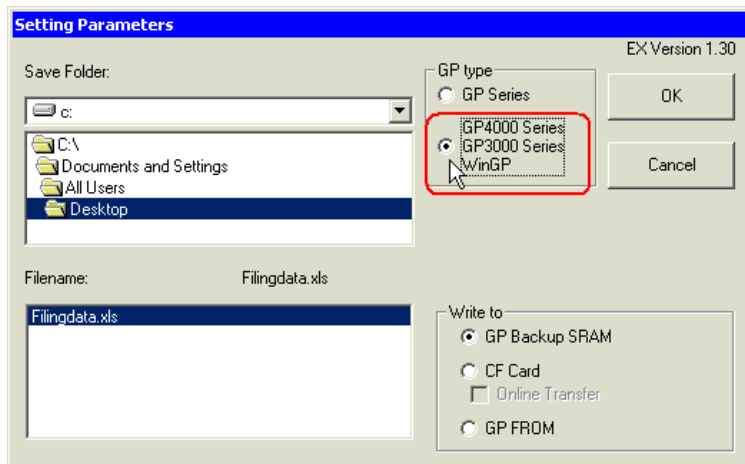 Setting Parameters
EX Version 1.30
Save Folder:
c:
C:\
Documents and Settings
All Users
Desktop
GP type
GP Series
GP4000 Series
GP3000 Series
WinGP
OK
Cancel
Filename:
Filingdata.xls
Filingdata.xls
Write to
GP Backup SRAM
CF Card
Online Transfer
GP FROM